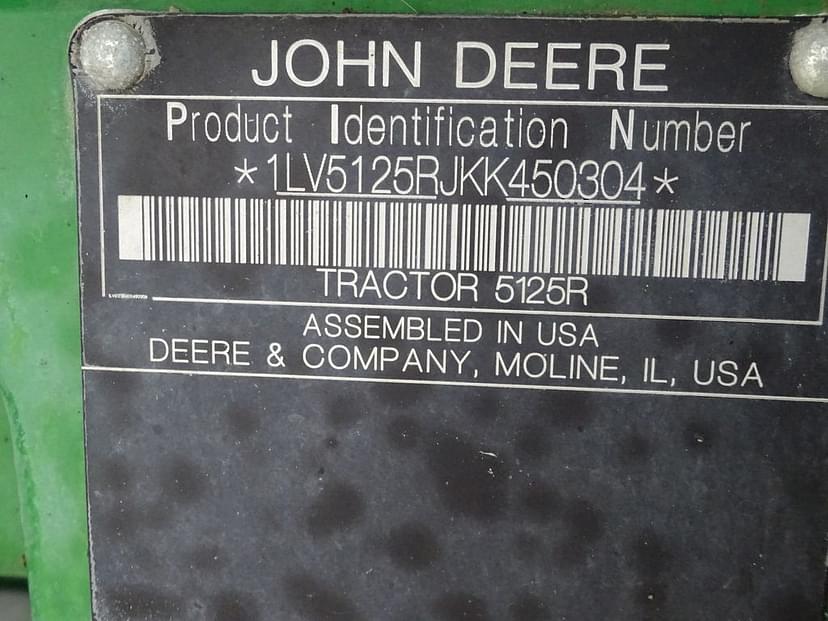 JOHN DEERE
Product Identification Number
*1LV5125RJKK450304*
TRACTOR 5125R
ASSEMBLED IN USA
DEERE & COMPANY, MOLINE, IL, USA